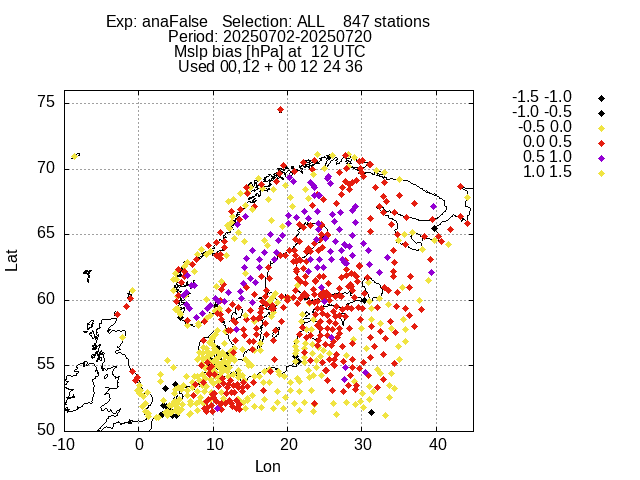 Exp: anaFalse   Selection: ALL    847 stations
Period: 20250702-20250720
Mslp bias [hPa] at  12 UTC
Used 00,12 + 00 12 24 36
-1.5 -1.0
-1.0 -0.5
-0.5 0.0
0.0 0.5
0.5 1.0
1.0 1.5
75
70
65
60
55
50
Lat
-10 0 10 20 30 40
Lon